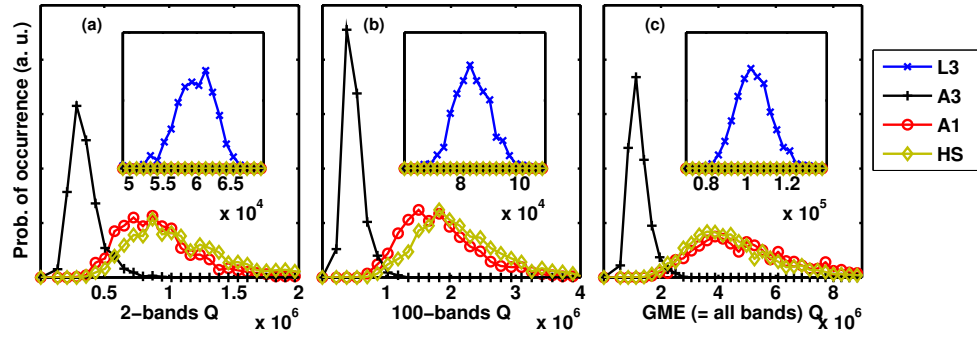 Prob. of occurrence (a. u.)
(a)
5 5.5 6 6.5
x 10^4
0.5 1 1.5 2
2-bands Q
x 10^6
(b)
8 10
x 10^4
0 1 2 3 4
100-bands Q
x 10^6
(c)
0.8 1 1.2
x 10^5
2 4 6 8
GME (= all bands) Q
x 10^6
L3
A3
A1
HS